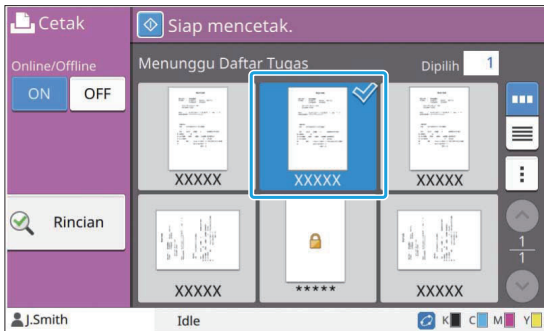 Cetak
Siap mencetak.
Online/Offline
ON OFF
Menunggu Daftar Tugas
Dipilih 1
XXXXX XXXXX XXXXX
Rincian
1
1
XXXXX ***** XXXXX
J.Smith
Idle
K C M Y